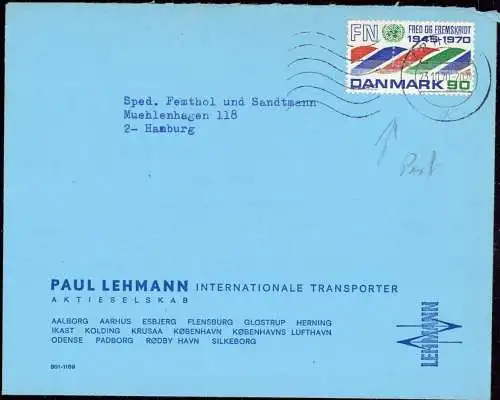 FN FRED OG FREMSKRIDT
1945-1970
DANMARK 90
Sped. Femthol und Sandtmann
Muehlenhagen 118
2- Hamburg
PAUL LEHMANN INTERNATIONALE TRANSPORTER
AKTIESELSKAB
AALBORG AARHUS ESBJERG FLENSBURG GLOSTRUP HERNING
IKAST KOLDING KRUSAA KØBENHAVN KØBENHAVNS LUFTHAVN
ODENSE PADBORG RØDBY HAVN SILKEBORG
LEHMANN